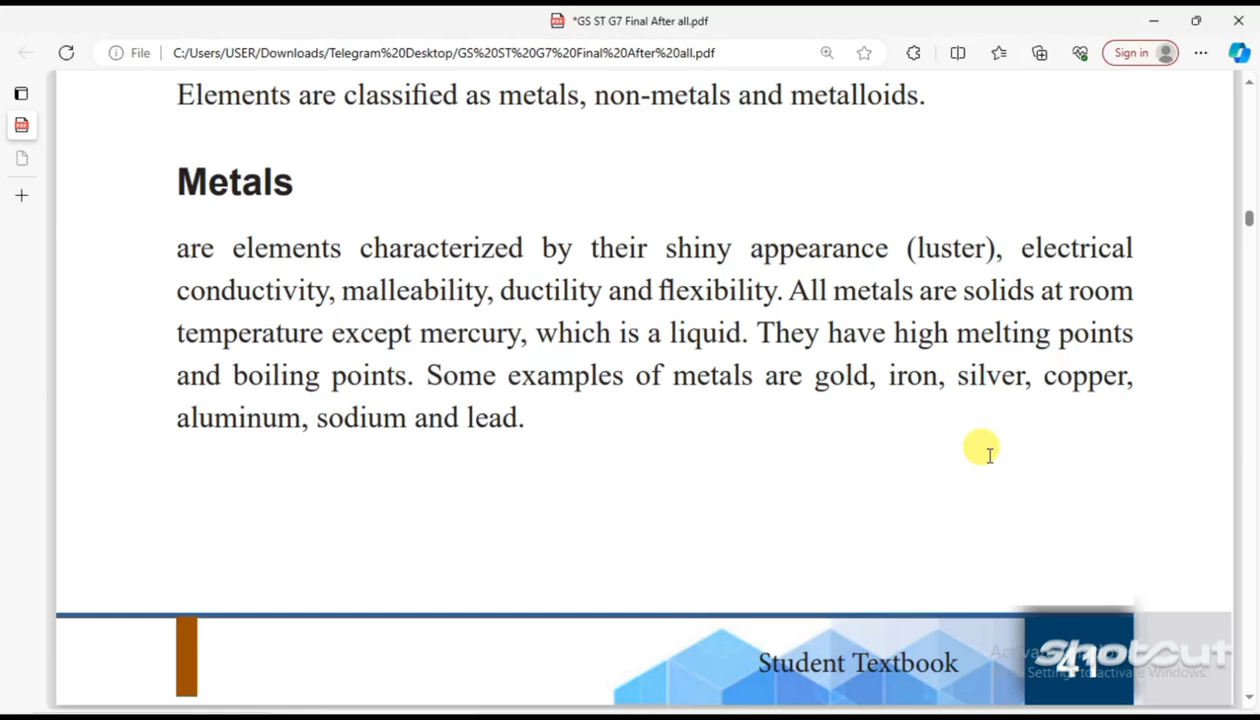 *GS ST G7 Final After all.pdf
File C:/Users/USER/Downloads/Telegram%20Desktop/GS%20ST%20G7%20Final%20After%20all.pdf Sign in
Elements are classified as metals, non-metals and metalloids.
Metals
are elements characterized by their shiny appearance (luster), electrical
conductivity, malleability, ductility and flexibility. All metals are solids at room
temperature except mercury, which is a liquid. They have high melting points
and boiling points. Some examples of metals are gold, iron, silver, copper,
aluminum, sodium and lead.
Student Textbook 41
Shotcut
Settings to activate Windows.